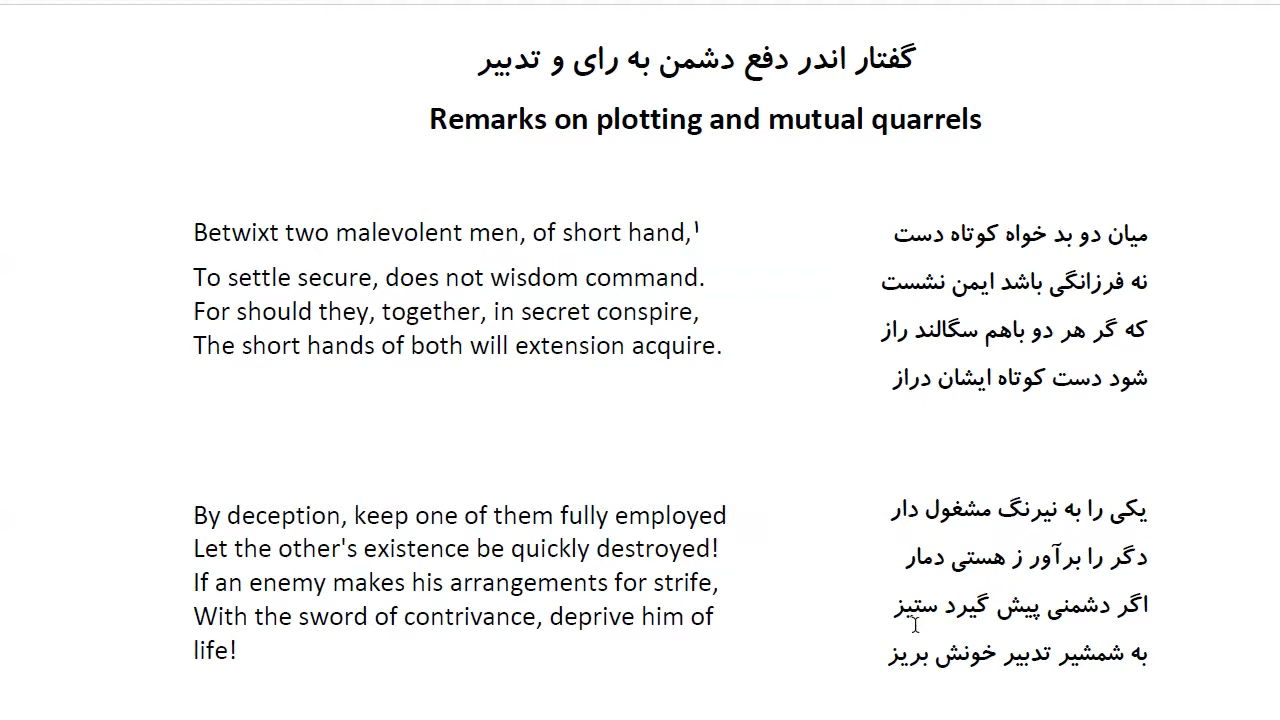 گفتار اندر دفع دشمن به رای و تدبیر
Remarks on plotting and mutual quarrels
Betwixt two malevolent men, of short hand,۱
To settle secure, does not wisdom command.
For should they, together, in secret conspire,
The short hands of both will extension acquire.
میان دو بد خواه کوتاه دست
نه فرزانگی باشد ایمن نشست
که گر هر دو باهم سگالند راز
شود دست کوتاه ایشان دراز
By deception, keep one of them fully employed
Let the other's existence be quickly destroyed!
If an enemy makes his arrangements for strife,
With the sword of contrivance, deprive him of
life!
یکی را به نیرنگ مشغول دار
دگر را برآور ز هستی دمار
اگر دشمنی پیش گیرد ستیز
به شمشیر تدبیر خونش بریز